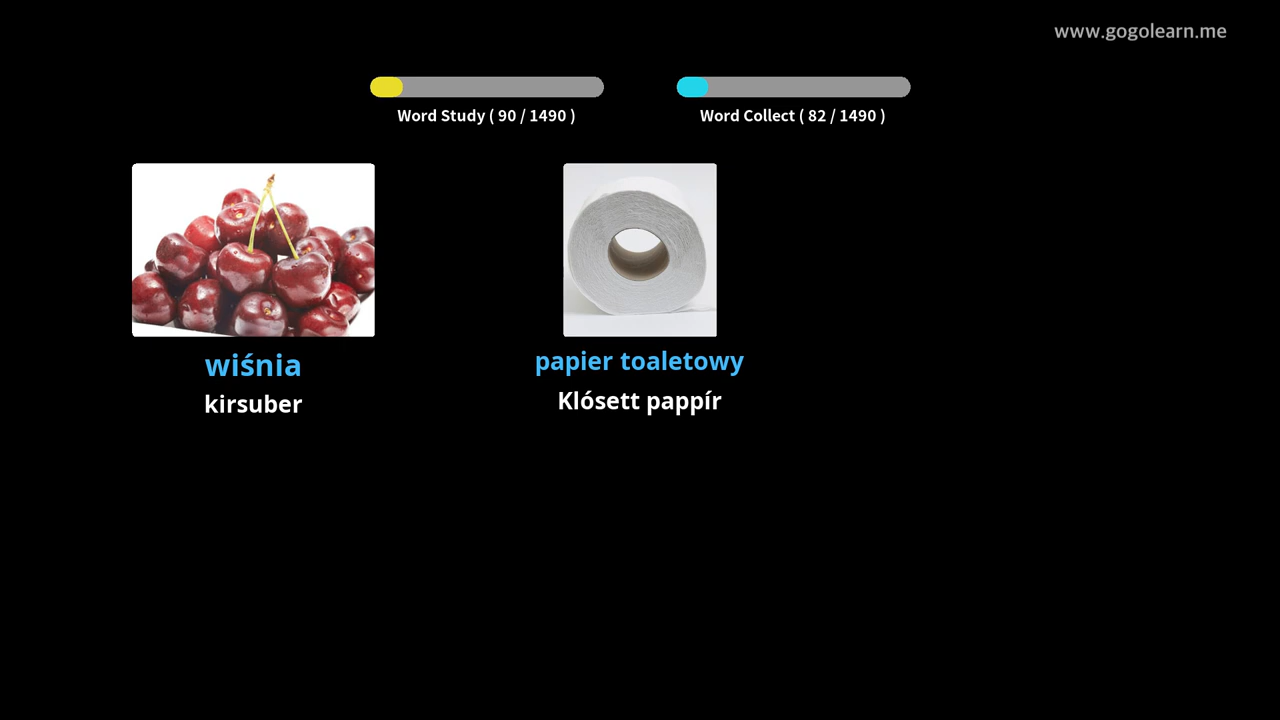 www.gogolearn.me
Word Study ( 90 / 1490 )
Word Collect ( 82 / 1490 )
wiśnia
kirsuber
papier toaletowy
Klósett pappír